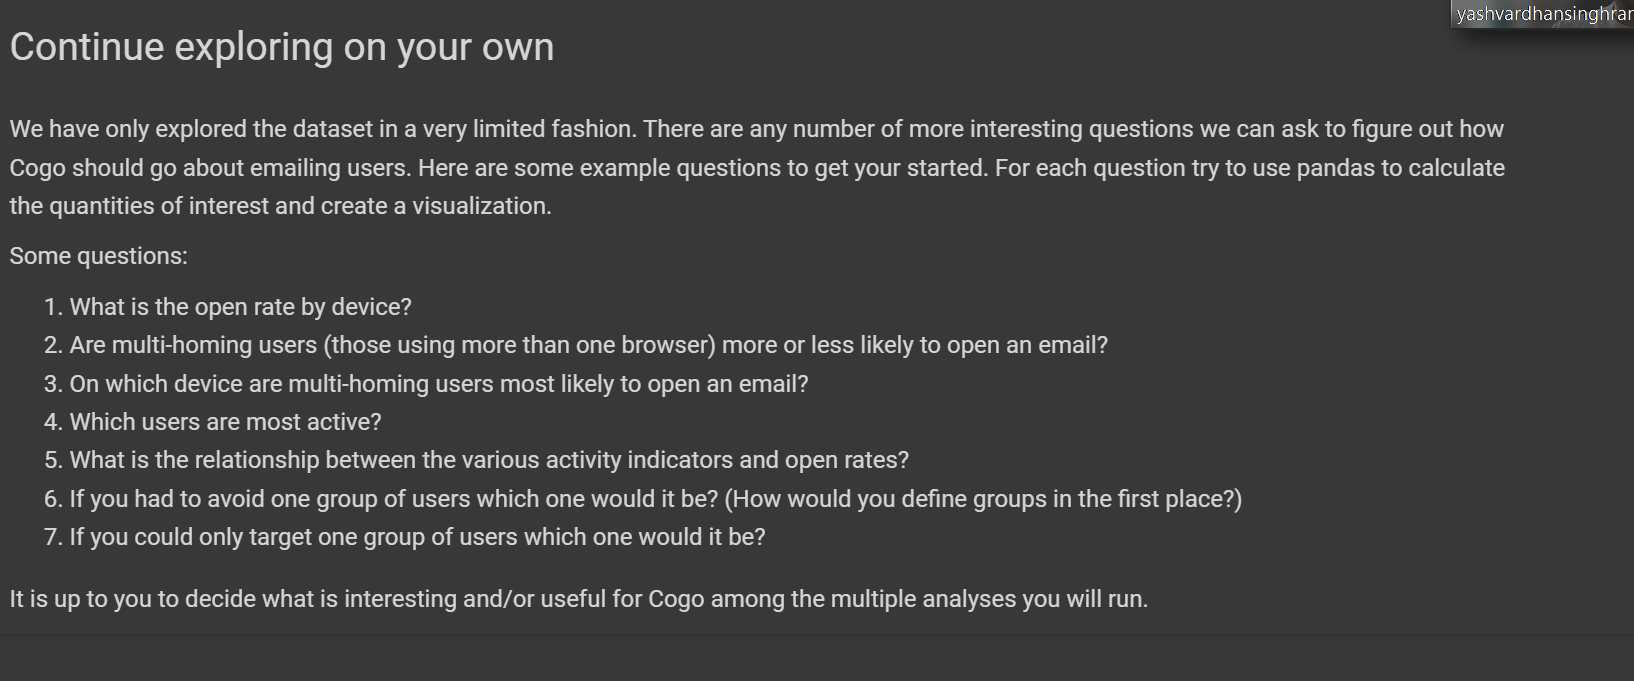 yashvardhansinghrar
Continue exploring on your own
We have only explored the dataset in a very limited fashion. There are any number of more interesting questions we can ask to figure out how
Cogo should go about emailing users. Here are some example questions to get your started. For each question try to use pandas to calculate
the quantities of interest and create a visualization.
Some questions:
1. What is the open rate by device?
2. Are multi-homing users (those using more than one browser) more or less likely to open an email?
3. On which device are multi-homing users most likely to open an email?
4. Which users are most active?
5. What is the relationship between the various activity indicators and open rates?
6. If you had to avoid one group of users which one would it be? (How would you define groups in the first place?)
7. If you could only target one group of users which one would it be?
It is up to you to decide what is interesting and/or useful for Cogo among the multiple analyses you will run.